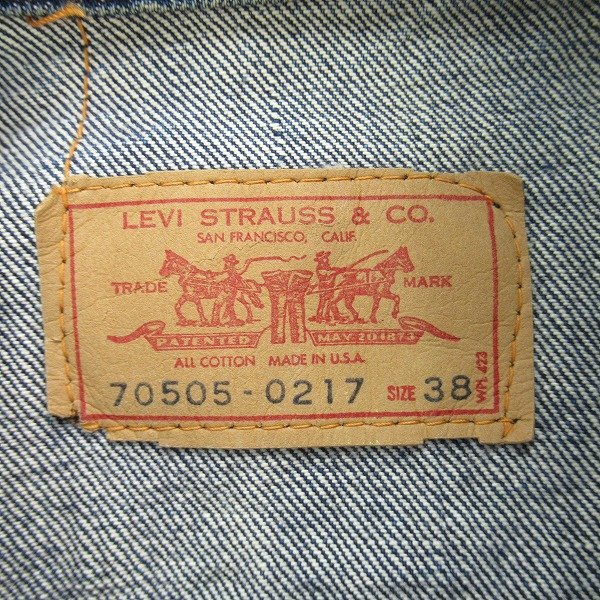 LEVI STRAUSS & CO.
SAN FRANCISCO, CALIF.
TRADE MARK
PATENTED MAY 20 1873
ALL COTTON MADE IN U.S.A.
70505-0217 SIZE 38
WPL 423